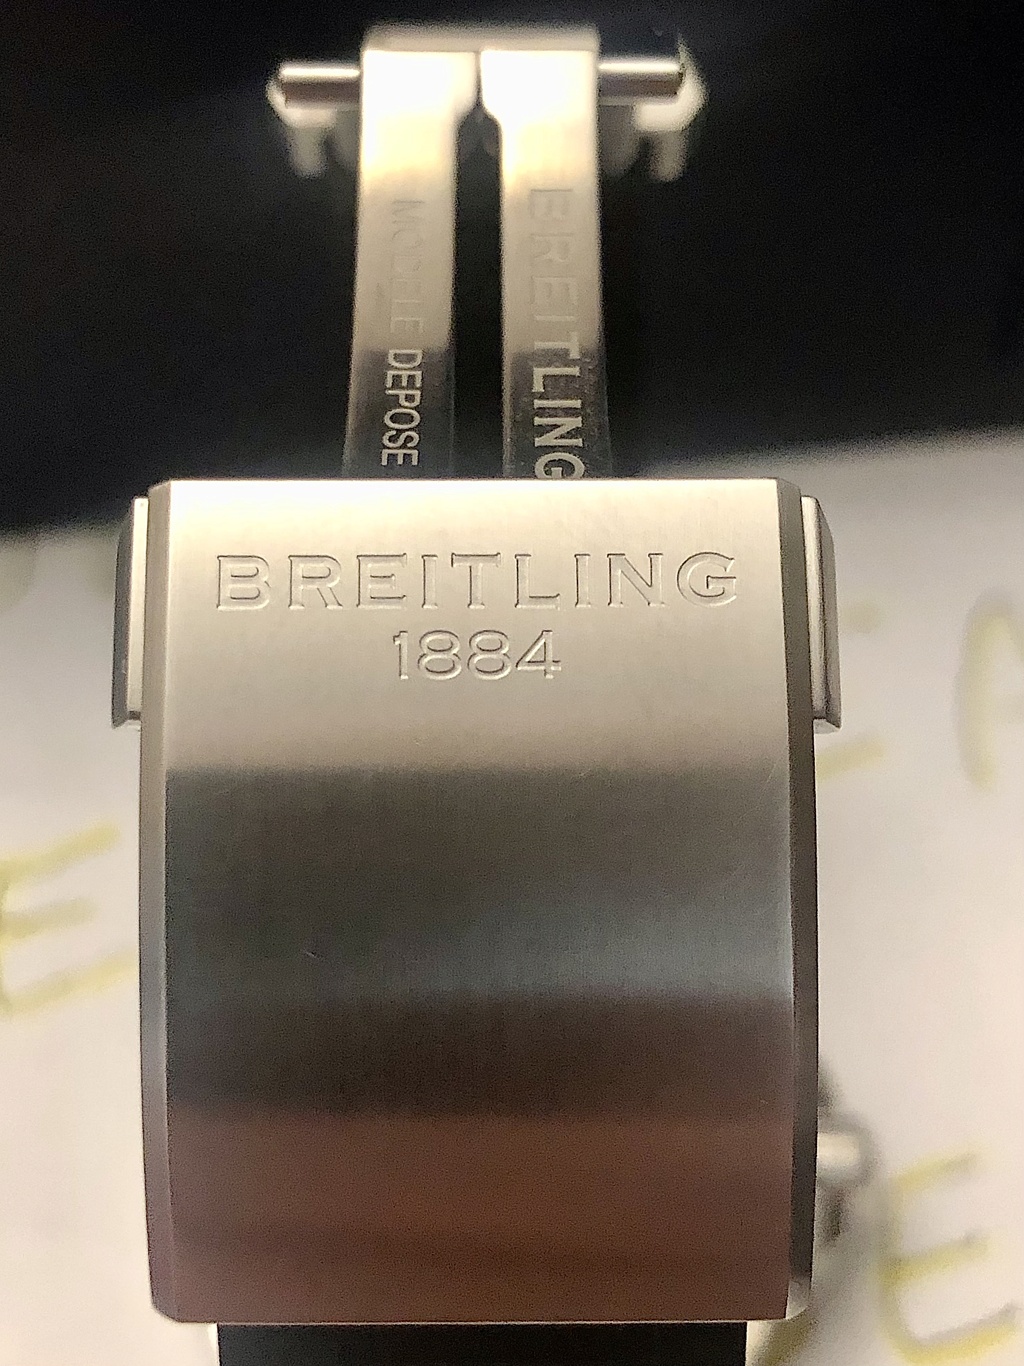 MODELE DEPOSE
BREITLING
BREITLING
1884